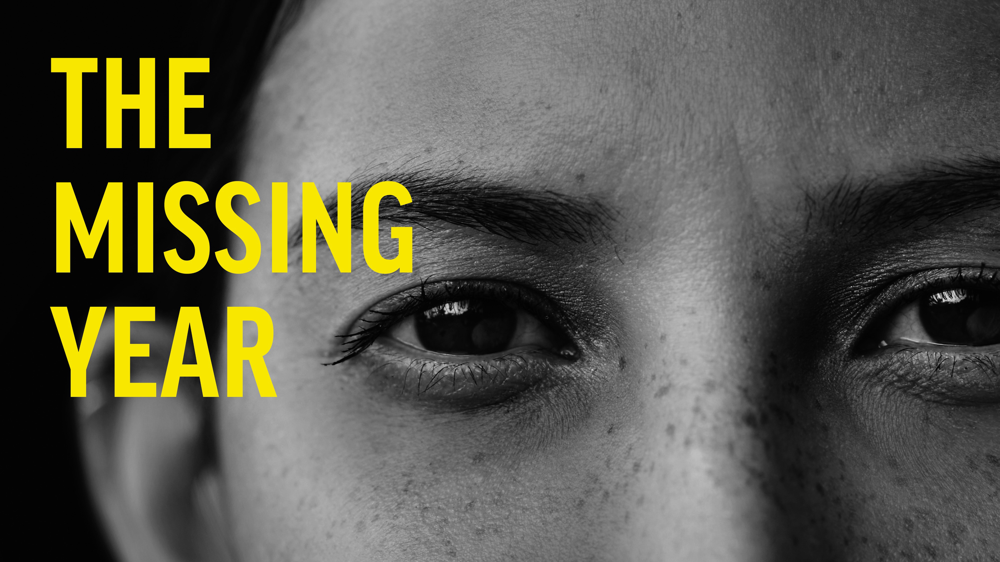 THE
MISSING
YEAR